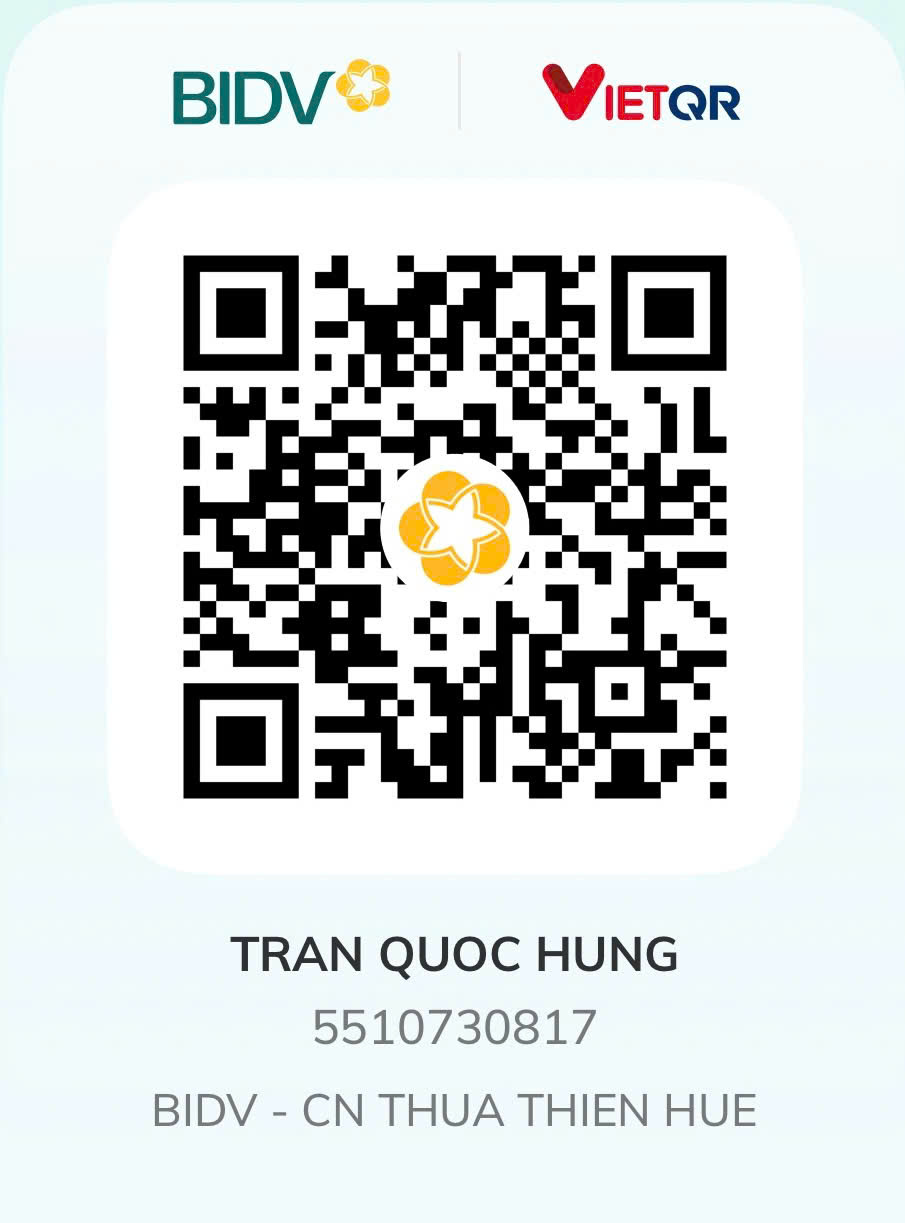 BIDV
VIETQR
TRAN QUOC HUNG
5510730817
BIDV - CN THUA THIEN HUE